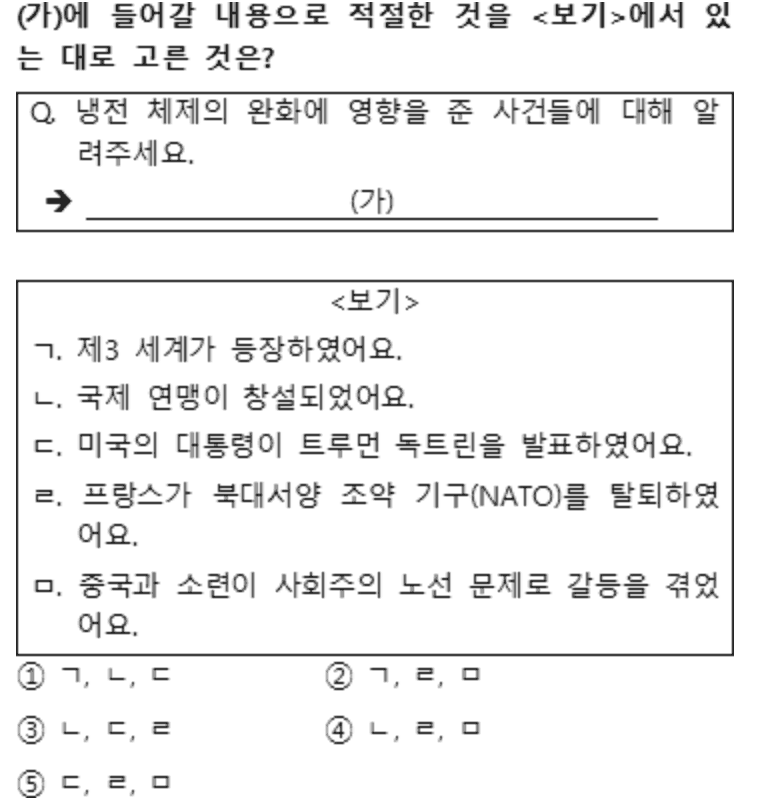 (가)에 들어갈 내용으로 적절한 것을 <보기>에서 있
는 대로 고른 것은?
Q. 냉전 체제의 완화에 영향을 준 사건들에 대해 알
려주세요.
➔ (가)
<보기>
ㄱ. 제3 세계가 등장하였어요.
ㄴ. 국제 연맹이 창설되었어요.
ㄷ. 미국의 대통령이 트루먼 독트린을 발표하였어요.
ㄹ. 프랑스가 북대서양 조약 기구(NATO)를 탈퇴하였
어요.
ㅁ. 중국과 소련이 사회주의 노선 문제로 갈등을 겪었
어요.
① ㄱ, ㄴ, ㄷ ② ㄱ, ㄹ, ㅁ
③ ㄴ, ㄷ, ㄹ ④ ㄴ, ㄹ, ㅁ
⑤ ㄷ, ㄹ, ㅁ